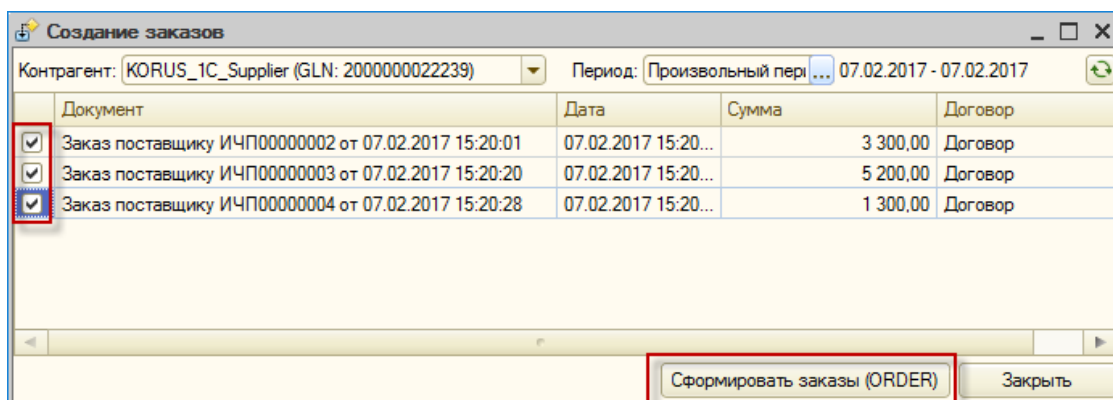 Создание заказов
Контрагент: KORUS_1C_Supplier (GLN: 2000000022239) Период: Произвольный пери ... 07.02.2017 - 07.02.2017
Документ Дата Сумма Договор
Заказ поставщику ИЧП00000002 от 07.02.2017 15:20:01 07.02.2017 15:20... 3 300,00 Договор
Заказ поставщику ИЧП00000003 от 07.02.2017 15:20:20 07.02.2017 15:20... 5 200,00 Договор
Заказ поставщику ИЧП00000004 от 07.02.2017 15:20:28 07.02.2017 15:20... 1 300,00 Договор
Сформировать заказы (ORDER) Закрыть